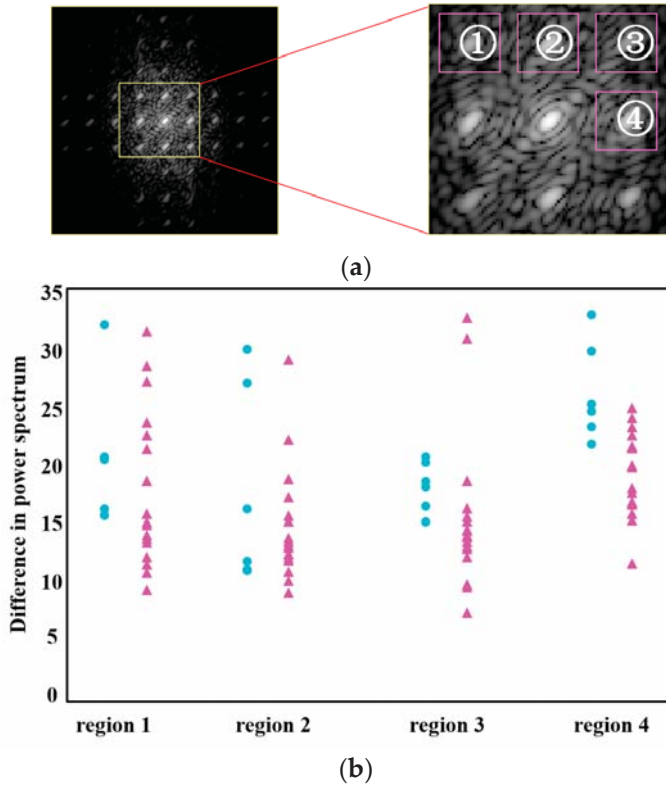 ① ② ③
④
(a)
35
30
25
20
15
10
5
0
Difference in power spectrum
region 1 region 2 region 3 region 4
(b)